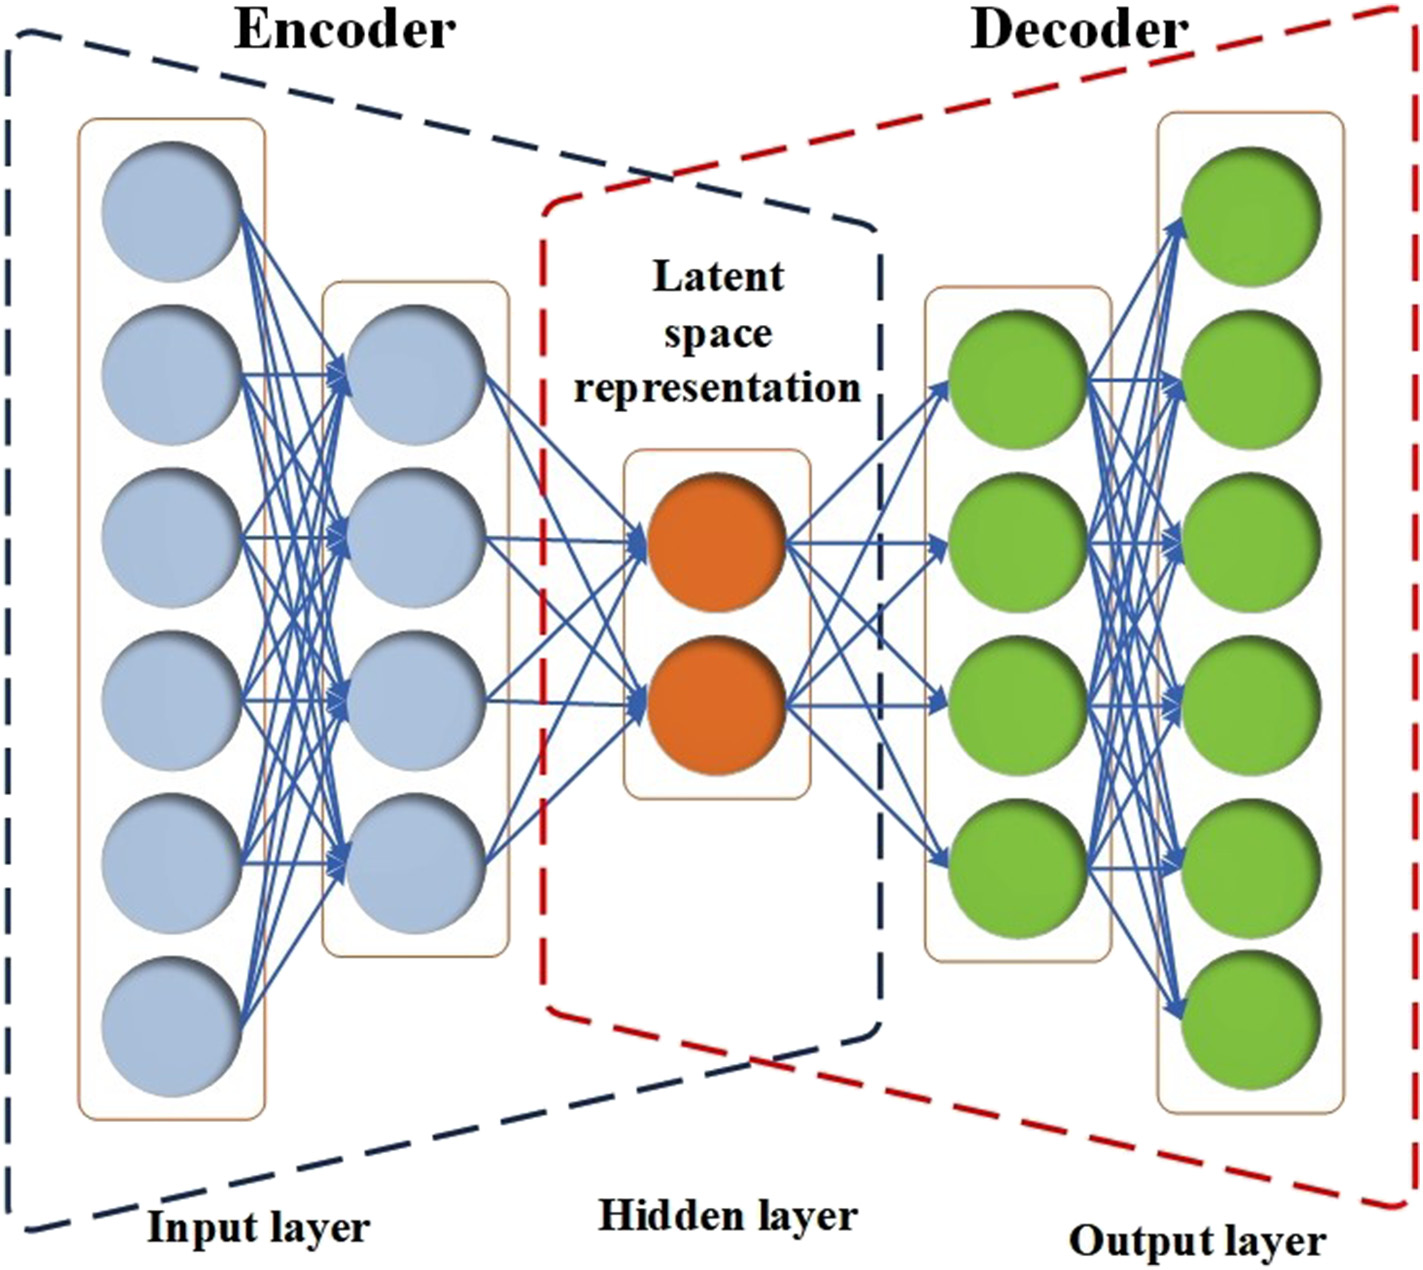 Encoder
Decoder
Latent
space
representation
Input layer
Hidden layer
Output layer